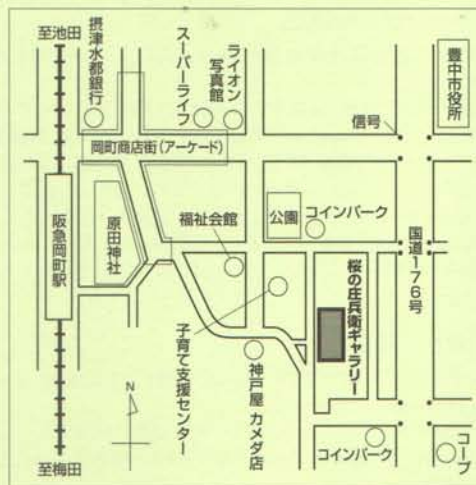 至池田
摂津水都銀行
スーパーライフ
ライオン
写真館
豊中市役所
信号
岡町商店街(アーケード)
阪急岡町駅
原田神社
福祉会館
公園
コインパーク
国道176号
桜の庄兵衛ギャラリー
子育て支援センター
神戸屋 カメダ店
N
コインパーク
コープ
至梅田